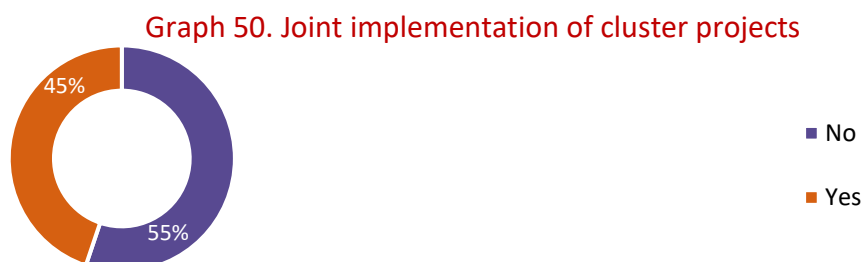 Graph 50. Joint implementation of cluster projects
45%
55%
No
Yes